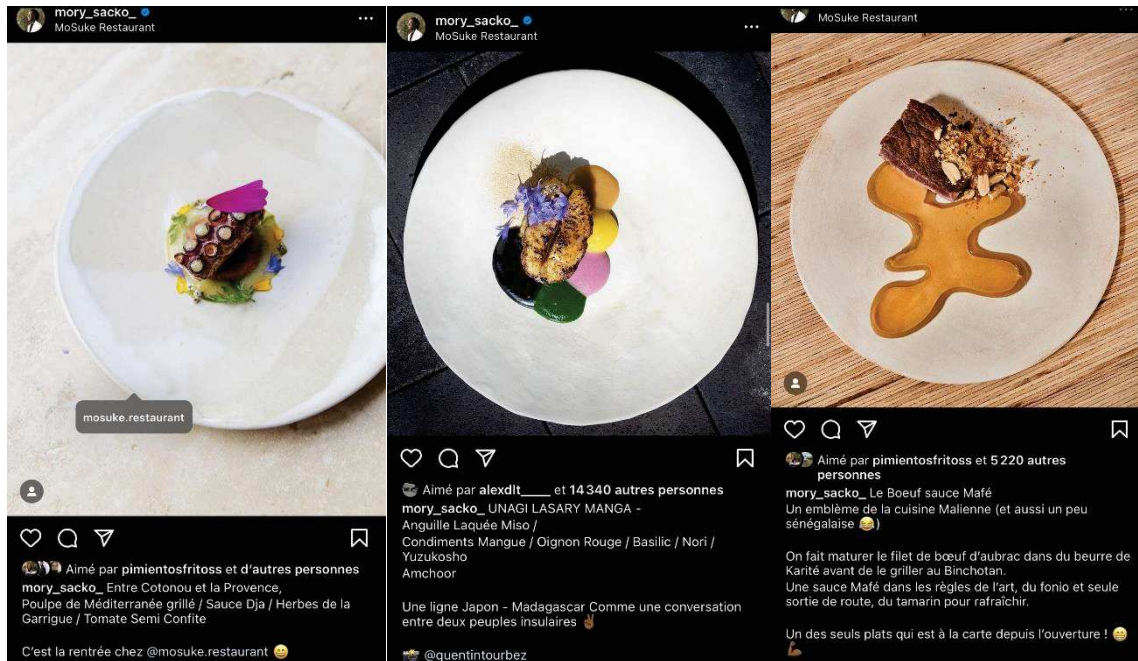 mory_sacko_
MoSuke Restaurant
mosuke.restaurant
Aimé par pimientosfritoss et d'autres personnes
mory_sacko_ Entre Cotonou et la Provence,
Poulpe de Méditerranée grillé / Sauce Dja / Herbes de la
Garrigue / Tomate Semi Confite
C'est la rentrée chez @mosuke.restaurant 😁
mory_sacko_
MoSuke Restaurant
Aimé par alexdlt____ et 14 340 autres personnes
mory_sacko_ UNAGI LASARY MANGA -
Anguille Laquée Miso /
Condiments Mangue / Oignon Rouge / Basilic / Nori /
Yuzukosho
Amchoor
Une ligne Japon - Madagascar Comme une conversation
entre deux peuples insulaires ✌🏾
📸 @quentintourbez
MoSuke Restaurant
Aimé par pimientosfritoss et 5 220 autres
personnes
mory_sacko_ Le Boeuf sauce Mafé
Un emblème de la cuisine Malienne (et aussi un peu
sénégalaise 😂)
On fait maturer le filet de bœuf d'aubrac dans du beurre de
Karité avant de le griller au Binchotan.
Une sauce Mafé dans les règles de l'art, du fonio et seule
sortie de route, du tamarin pour rafraîchir.
Un des seuls plats qui est à la carte depuis l'ouverture ! 😁
💪🏾